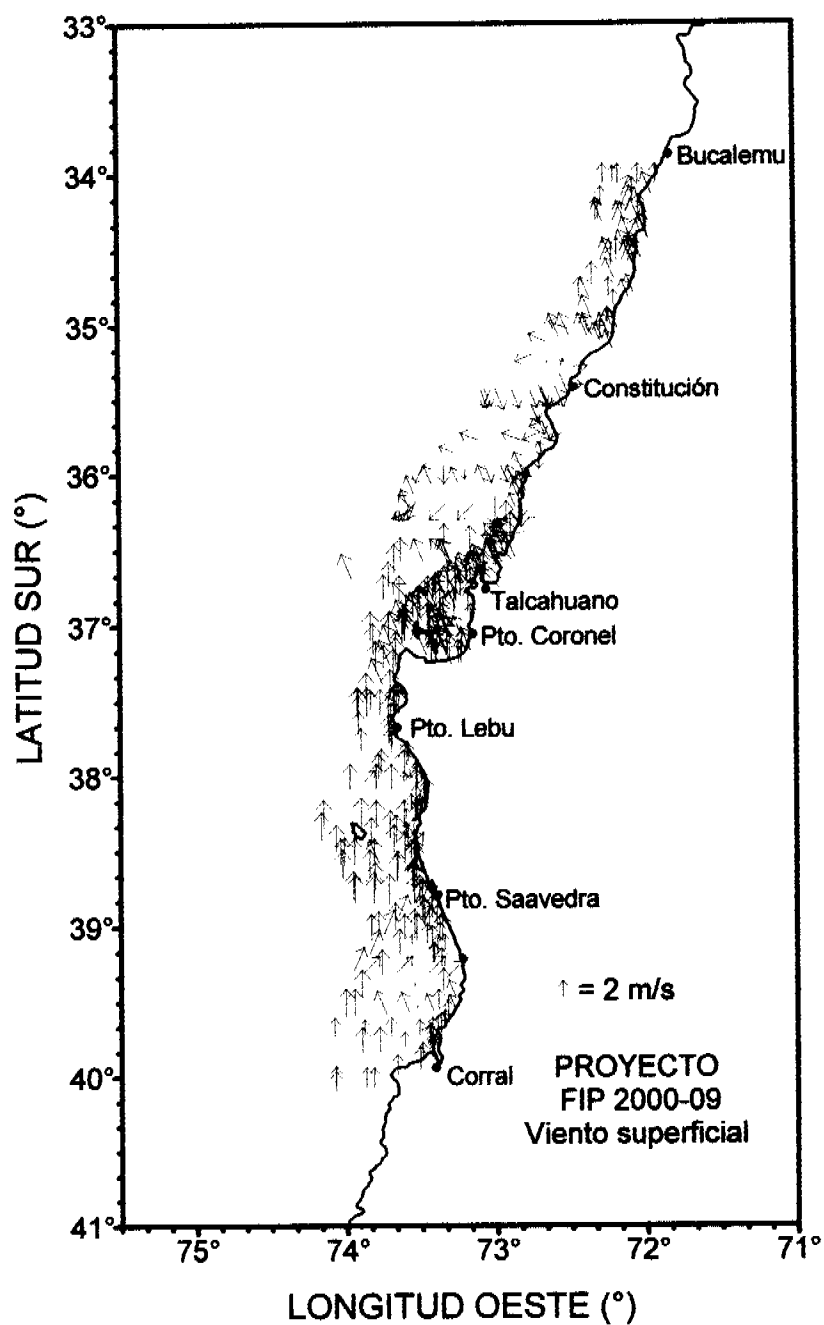 33°
34°
35°
36°
37°
38°
39°
40°
41°
LATITUD SUR (°)
Bucalemu
Constitución
Talcahuano
Pto. Coronel
Pto. Lebu
Pto. Saavedra
↑ = 2 m/s
Corral
PROYECTO
FIP 2000-09
Viento superficial
75° 74° 73° 72° 71°
LONGITUD OESTE (°)